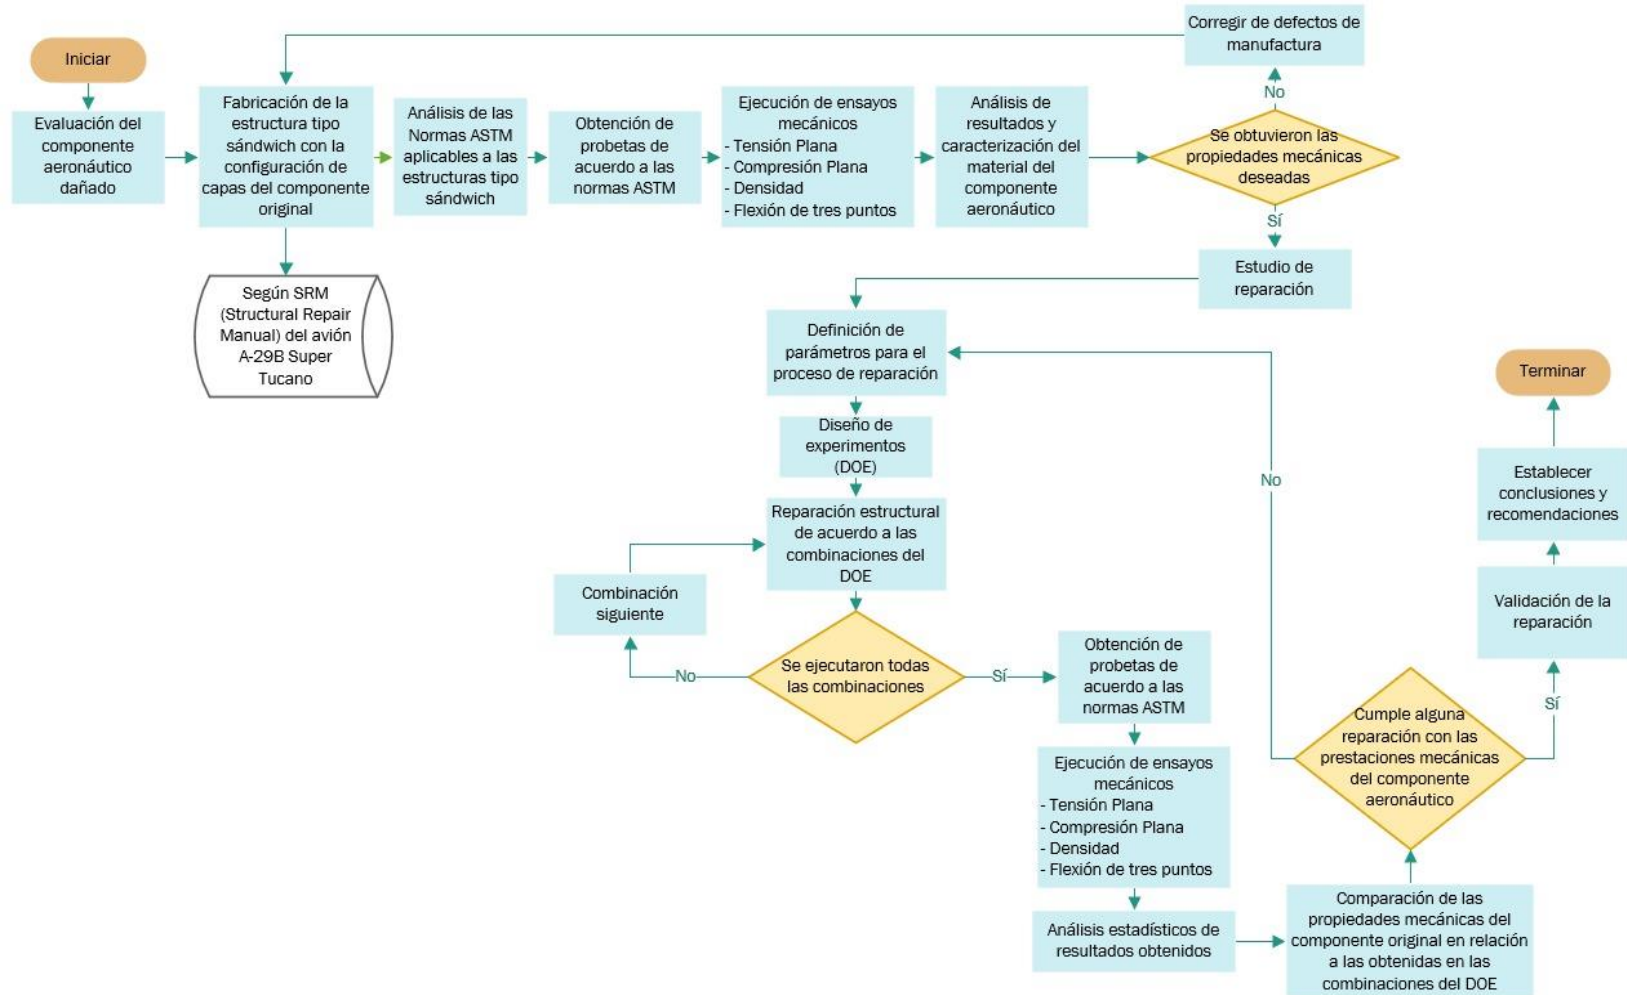 Iniciar
Evaluación del
componente
aeronáutico
dañado
Fabricación de la
estructura tipo
sándwich con la
configuración de
capas del componente
original
Según SRM
(Structural Repair
Manual) del avión
A-29B Super
Tucano
Análisis de las
Normas ASTM
aplicables a las
estructuras tipo
sándwich
Obtención de
probetas de
acuerdo a las
normas ASTM
Ejecución de ensayos
mecánicos
- Tensión Plana
- Compresión Plana
- Densidad
- Flexión de tres puntos
Análisis de
resultados y
caracterización del
material del
componente
aeronáutico
Se obtuvieron las
propiedades mecánicas
deseadas
No
Corregir de defectos de
manufactura
Sí
Estudio de
reparación
Definición de
parámetros para el
proceso de reparación
Diseño de
experimentos
(DOE)
Reparación estructural
de acuerdo a las
combinaciones del
DOE
Se ejecutaron todas
las combinaciones
No
Combinación
siguiente
Sí
Obtención de
probetas de
acuerdo a las
normas ASTM
Ejecución de ensayos
mecánicos
- Tensión Plana
- Compresión Plana
- Densidad
- Flexión de tres puntos
Análisis estadísticos de
resultados obtenidos
Comparación de las
propiedades mecánicas del
componente original en relación
a las obtenidas en las
combinaciones del DOE
Cumple alguna
reparación con las
prestaciones mecánicas
del componente
aeronáutico
No
Sí
Validación de la
reparación
Establecer
conclusiones y
recomendaciones
Terminar